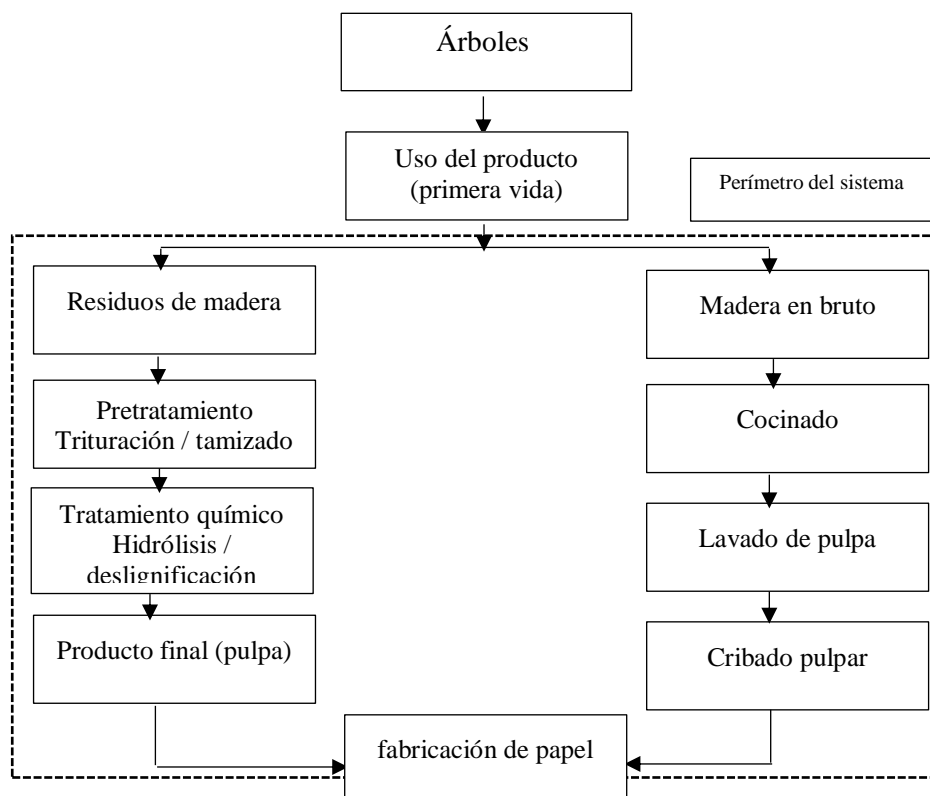 Árboles
Uso del producto
(primera vida)
Perímetro del sistema
Residuos de madera
Pretratamiento
Trituración / tamizado
Tratamiento químico
Hidrólisis /
deslignificación
Producto final (pulpa)
Madera en bruto
Cocinado
Lavado de pulpa
Cribado pulpar
fabricación de papel